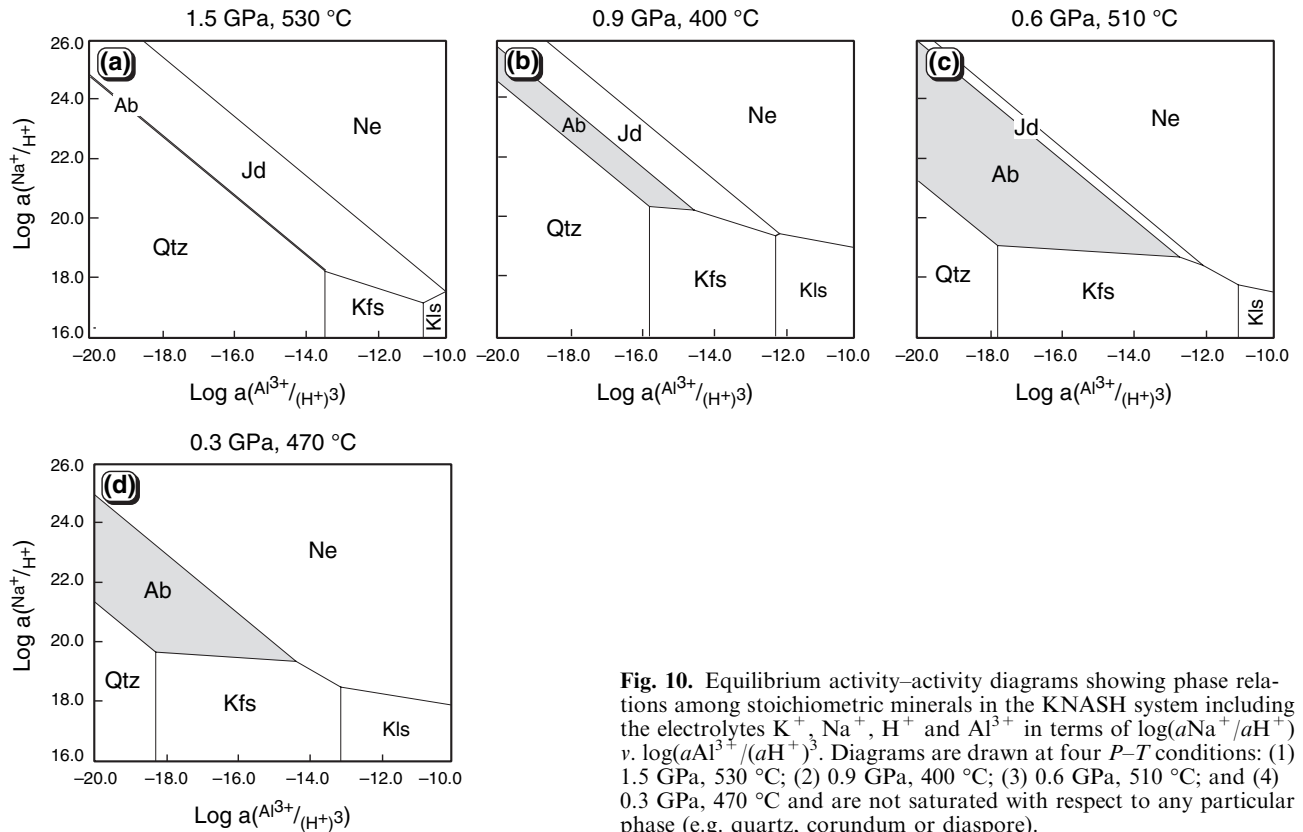 1.5 GPa, 530 °C
(a)
Log a(Na+/H+)
26.0
24.0
22.0
20.0
18.0
16.0
Ab
Jd
Ne
Qtz
Kfs
Kls
−20.0 −18.0 −16.0 −14.0 −12.0 −10.0
Log a(Al3+/(H+)3)
0.9 GPa, 400 °C
(b)
Ab
Jd
Ne
Qtz
Kfs
Kls
−20.0 −18.0 −16.0 −14.0 −12.0 −10.0
Log a(Al3+/(H+)3)
0.6 GPa, 510 °C
(c)
Jd
Ne
Ab
Qtz
Kfs
Kls
−20.0 −18.0 −16.0 −14.0 −12.0 −10.0
Log a(Al3+/(H+)3)
0.3 GPa, 470 °C
(d)
Log a(Na+/H+)
26.0
24.0
22.0
20.0
18.0
16.0
Ne
Ab
Qtz
Kfs
Kls
−20.0 −18.0 −16.0 −14.0 −12.0 −10.0
Log a(Al3+/(H+)3)
Fig. 10. Equilibrium activity–activity diagrams showing phase rela-
tions among stoichiometric minerals in the KNASH system including
the electrolytes K+, Na+, H+ and Al3+ in terms of log(aNa+/aH+)
v. log(aAl3+/(aH+)3. Diagrams are drawn at four P–T conditions: (1)
1.5 GPa, 530 °C; (2) 0.9 GPa, 400 °C; (3) 0.6 GPa, 510 °C; and (4)
0.3 GPa, 470 °C and are not saturated with respect to any particular
phase (e.g. quartz, corundum or diaspore).